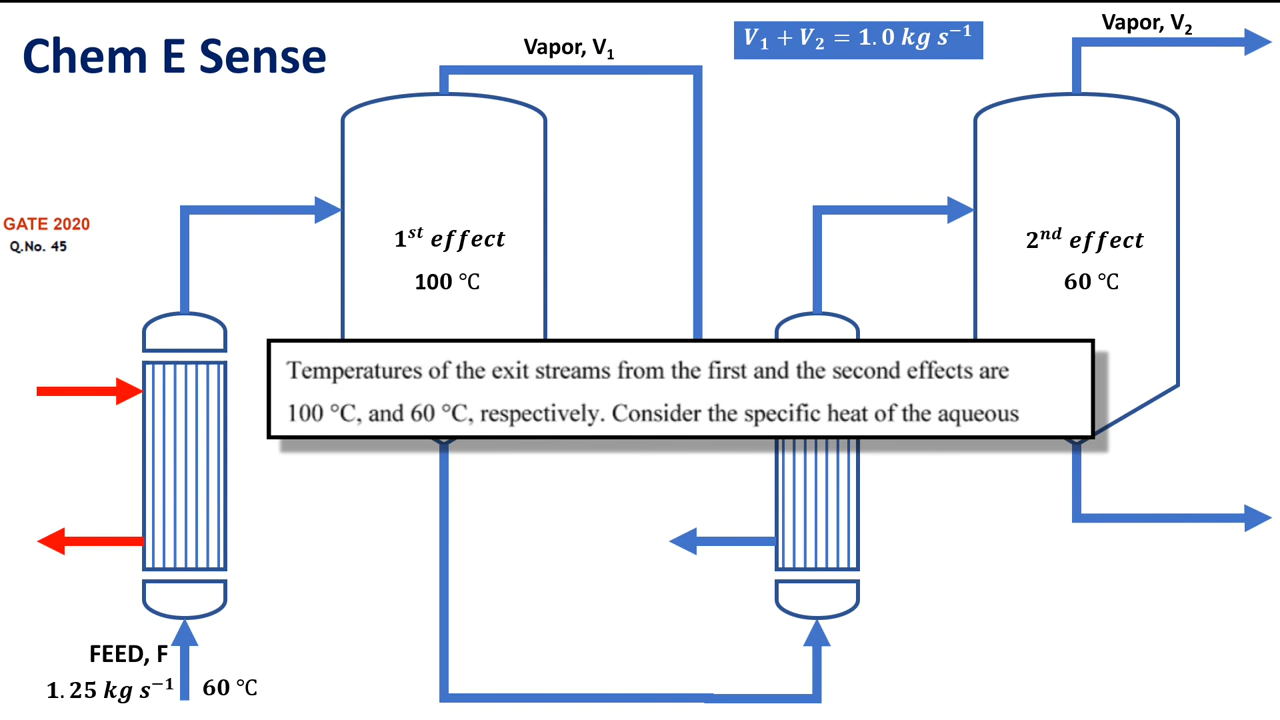 Chem E Sense
Vapor, V₁
V₁ + V₂ = 1.0 kg s⁻¹
Vapor, V₂
GATE 2020
Q.No. 45
1ˢᵗ effect
100 °C
2ⁿᵈ effect
60 °C
Temperatures of the exit streams from the first and the second effects are
100 °C, and 60 °C, respectively. Consider the specific heat of the aqueous
FEED, F
1.25 kg s⁻¹ 60 °C